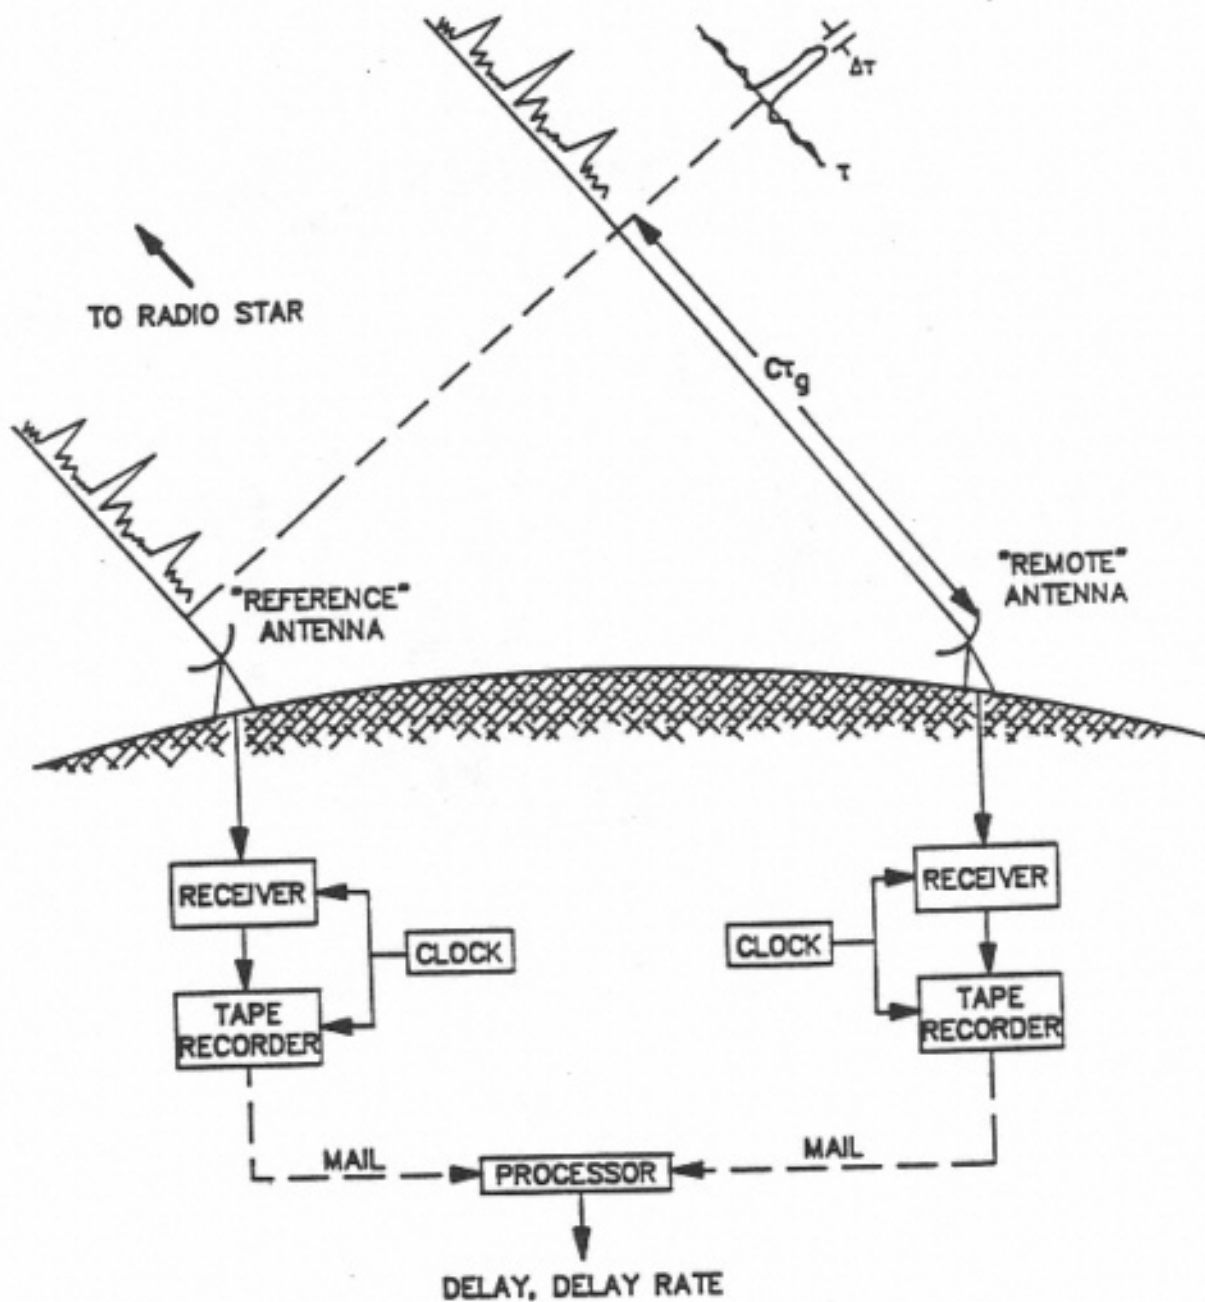 Δτ
τ
TO RADIO STAR
Cτg
"REFERENCE"
ANTENNA
"REMOTE"
ANTENNA
RECEIVER
CLOCK
TAPE
RECORDER
RECEIVER
CLOCK
TAPE
RECORDER
MAIL
MAIL
PROCESSOR
DELAY, DELAY RATE